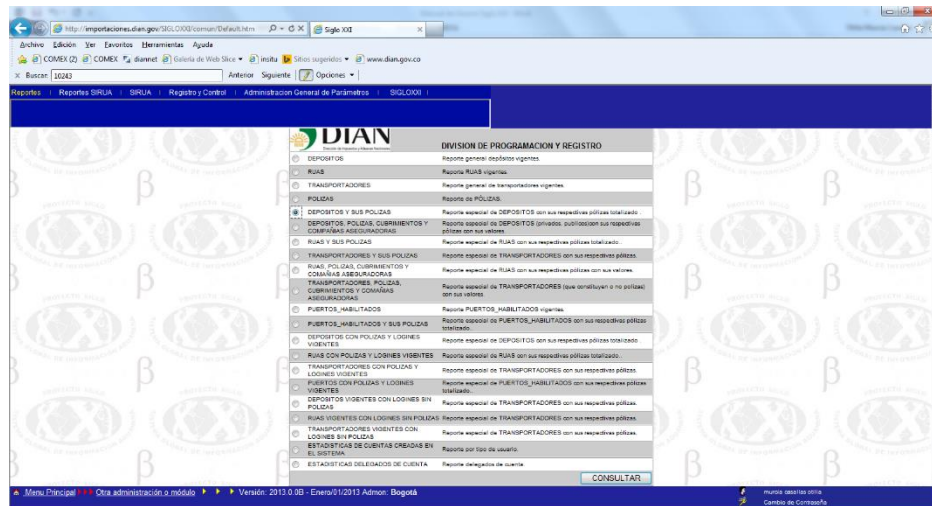 http://importaciones.dian.gov/SIGLOXXI/comun/Default.htm
Siglo XXI
Archivo Edición Ver Favoritos Herramientas Ayuda
COMEX (2) COMEX diannet Galería de Web Slice insitu Sitios sugeridos www.dian.gov.co
Buscar: 10243 Anterior Siguiente Opciones
Reportes | Reportes SIRUA | SIRUA | Registro y Control | Administracion General de Parámetros | SIGLOXXI |
DIAN
DIVISION DE PROGRAMACION Y REGISTRO
DEPOSITOS Reporte general depósitos vigentes.
RUAS Reporte RUAS vigentes.
TRANSPORTADORES Reporte general de transportadores vigentes.
POLIZAS Reporte de PÓLIZAS.
DEPOSITOS Y SUS POLIZAS Reporte especial de DEPOSITOS con sus respectivas pólizas totalizado .
DEPOSITOS, POLIZAS, CUBRIMIENTOS Y COMPAÑIAS ASEGURADORAS Reporte especial de DEPOSITOS (privados, publicos)con sus respectivas pólizas con sus valores.
RUAS Y SUS POLIZAS Reporte especial de RUAS con sus respectivas pólizas totalizado.
TRANSPORTADORES Y SUS POLIZAS Reporte especial de TRANSPORTADORES con sus respectivas pólizas.
RUAS, POLIZAS, CUBRIMIENTOS Y COMAÑIAS ASEGURADORAS Reporte especial de RUAS con sus respectivas pólizas con sus valores.
TRANSPORTADORES, POLIZAS, CUBRIMIENTOS Y COMAÑIAS ASEGURADORAS Reporte especial de TRANSPORTADORES (que constituyen o no polizas) con sus valores.
PUERTOS_HABILITADOS Reporte PUERTOS_HABILITADOS vigentes.
PUERTOS_HABILITADOS Y SUS POLIZAS Reporte especial de PUERTOS_HABILITADOS con sus respectivas pólizas totalizado .
DEPOSITOS CON POLIZAS Y LOGINES VIGENTES Reporte especial de DEPOSITOS con sus respectivas pólizas totalizado .
RUAS CON POLIZAS Y LOGINES VIGENTES Reporte especial de RUAS con sus respectivas pólizas totalizado..
TRANSPORTADORES CON POLIZAS Y LOGINES VIGENTES Reporte especial de TRANSPORTADORES con sus respectivas pólizas.
PUERTOS CON POLIZAS Y LOGINES VIGENTES Reporte especial de PUERTOS_HABILITADOS con sus respectivas pólizas totalizado .
DEPOSITOS VIGENTES CON LOGINES SIN POLIZAS Reporte especial de TRANSPORTADORES con sus respectivas pólizas.
RUAS VIGENTES CON LOGINES SIN POLIZAS Reporte especial de TRANSPORTADORES con sus respectivas pólizas.
TRANSPORTADORES VIGENTES CON LOGINES SIN POLIZAS Reporte especial de TRANSPORTADORES con sus respectivas pólizas.
ESTADISTICAS DE CUENTAS CREADAS EN EL SISTEMA Reporte por tipo de usuario.
ESTADISTICAS DELEGADOS DE CUENTA Reporte delegados de cuenta.
CONSULTAR
Menu Principal Otra administración o módulo Versión: 2013.0.0B - Enero/01/2013 Admon: Bogotá
Cambio de Contraseña